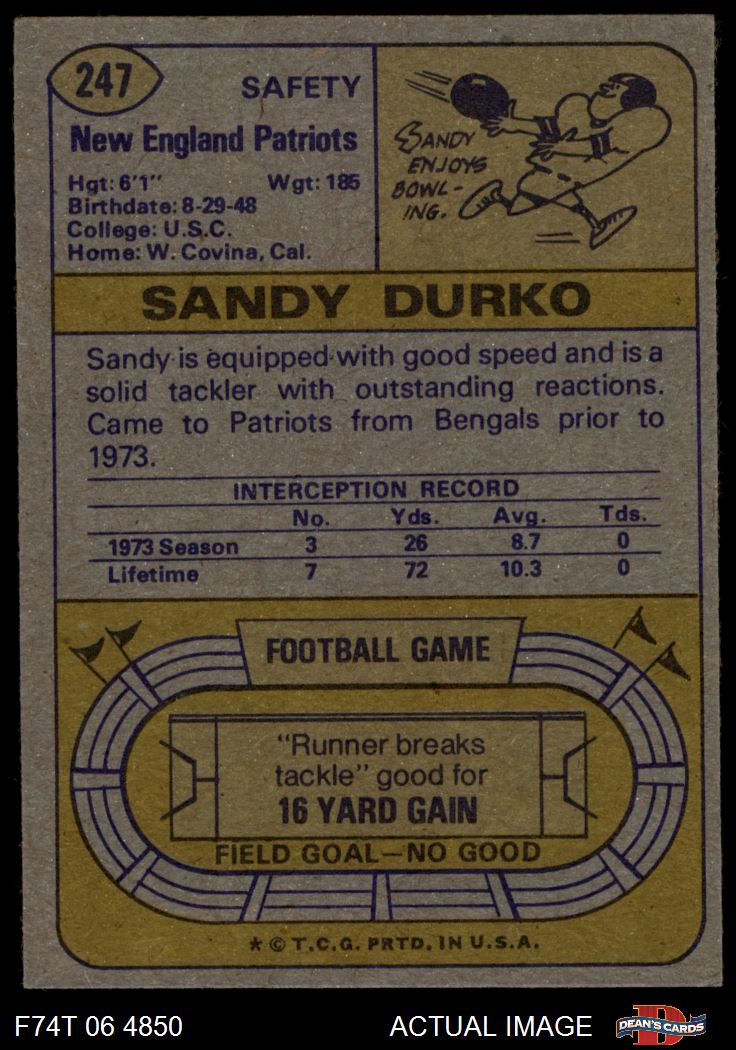 247
SAFETY
New England Patriots
Hgt: 6'1" Wgt: 185
Birthdate: 8-29-48
College: U.S.C.
Home: W. Covina, Cal.
SANDY
ENJOYS
BOWL-
ING.
SANDY DURKO
Sandy is equipped with good speed and is a
solid tackler with outstanding reactions.
Came to Patriots from Bengals prior to
1973.
INTERCEPTION RECORD
No. Yds. Avg. Tds.
1973 Season 3 26 8.7 0
Lifetime 7 72 10.3 0
FOOTBALL GAME
"Runner breaks
tackle" good for
16 YARD GAIN
FIELD GOAL—NO GOOD
* © T.C.G. PRTD. IN U.S.A.
F74T 06 4850 ACTUAL IMAGE
D
DEAN'S CARDS